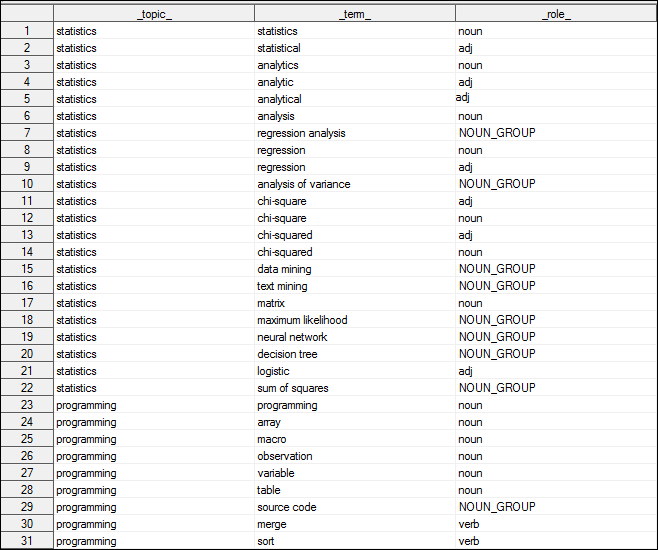 _topic_ _term_ _role_
1 statistics statistics noun
2 statistics statistical adj
3 statistics analytics noun
4 statistics analytic adj
5 statistics analytical adj
6 statistics analysis noun
7 statistics regression analysis NOUN_GROUP
8 statistics regression noun
9 statistics regression adj
10 statistics analysis of variance NOUN_GROUP
11 statistics chi-square adj
12 statistics chi-square noun
13 statistics chi-squared adj
14 statistics chi-squared noun
15 statistics data mining NOUN_GROUP
16 statistics text mining NOUN_GROUP
17 statistics matrix noun
18 statistics maximum likelihood NOUN_GROUP
19 statistics neural network NOUN_GROUP
20 statistics decision tree NOUN_GROUP
21 statistics logistic adj
22 statistics sum of squares NOUN_GROUP
23 programming programming noun
24 programming array noun
25 programming macro noun
26 programming observation noun
27 programming variable noun
28 programming table noun
29 programming source code NOUN_GROUP
30 programming merge verb
31 programming sort verb